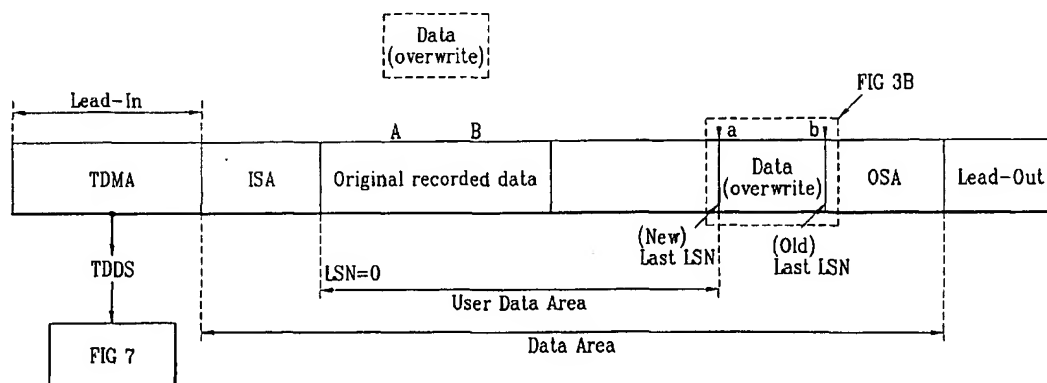 Data
(overwrite)
FIG 3B
Lead-In
A B a b
TDMA ISA Original recorded data Data
(overwrite) OSA Lead-Out
(New)
Last LSN
(Old)
Last LSN
TDDS
LSN=0
User Data Area
Data Area
FIG 7